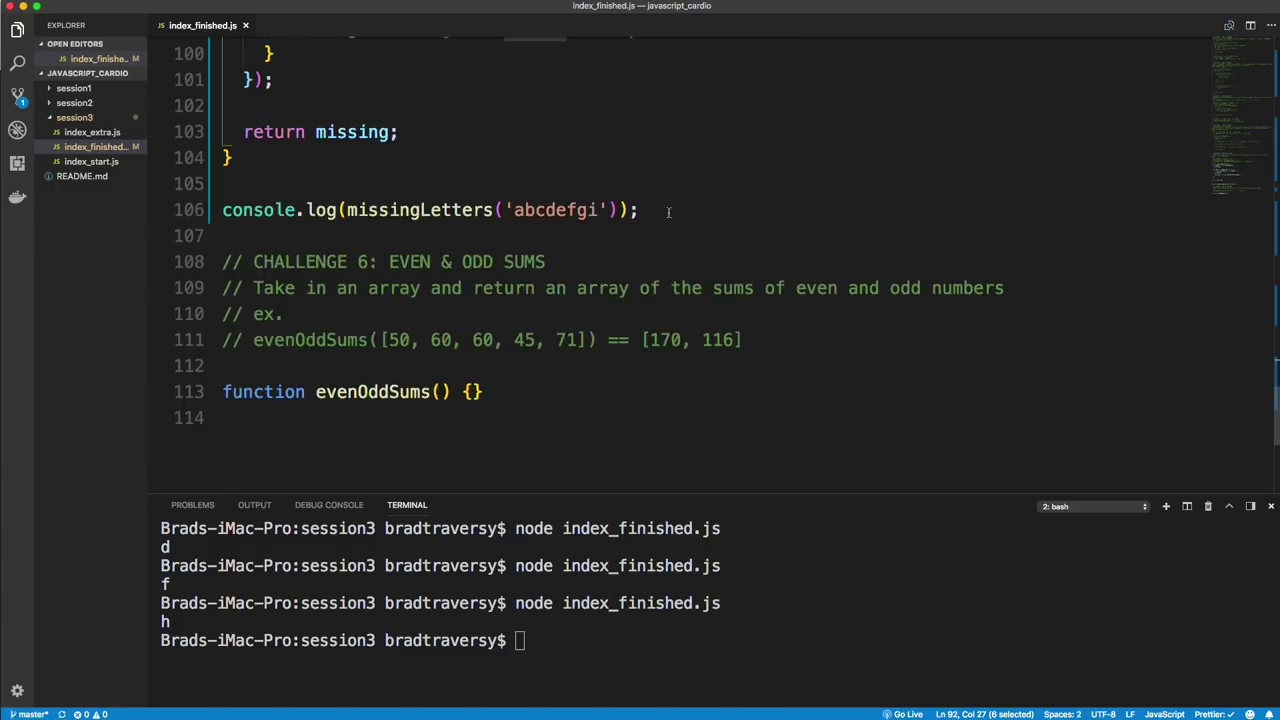 index_finished.js — javascript_cardio
EXPLORER
index_finished.js
OPEN EDITORS
index_finishe.. M
JAVASCRIPT_CARDIO
session1
session2
session3
index_extra.js
index_finished... M
index_start.js
README.md
1
100 }
101 });
102
103 return missing;
104 }
105
106 console.log(missingLetters('abcdefgi'));
107
108 // CHALLENGE 6: EVEN & ODD SUMS
109 // Take in an array and return an array of the sums of even and odd numbers
110 // ex.
111 // evenOddSums([50, 60, 60, 45, 71]) == [170, 116]
112
113 function evenOddSums() {}
114
PROBLEMS OUTPUT DEBUG CONSOLE TERMINAL 2: bash
Brads-iMac-Pro:session3 bradtraversy$ node index_finished.js
d
Brads-iMac-Pro:session3 bradtraversy$ node index_finished.js
f
Brads-iMac-Pro:session3 bradtraversy$ node index_finished.js
h
Brads-iMac-Pro:session3 bradtraversy$
master* 0 0 Go Live Ln 92, Col 27 (6 selected) Spaces: 2 UTF-8 LF JavaScript Prettier: ✓